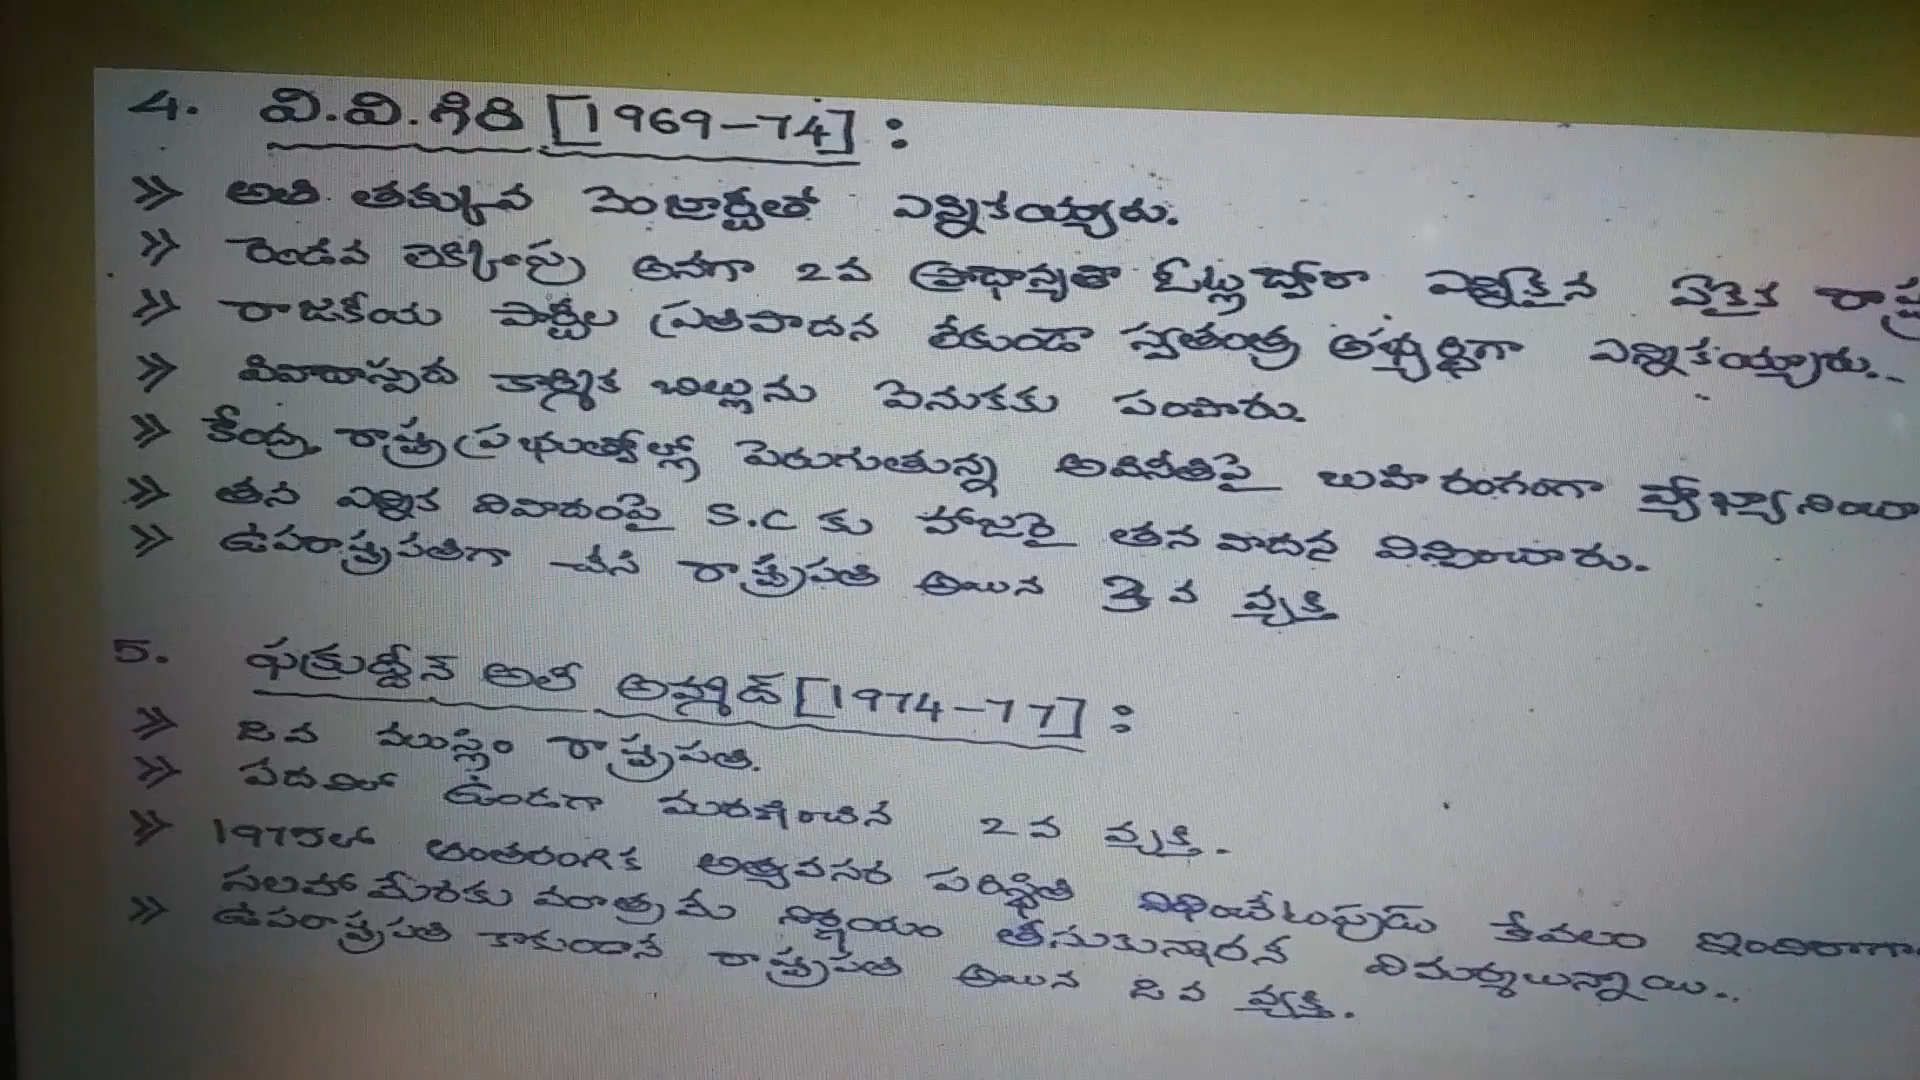 4. వి.వి.గిరి [1969-74] :
» అతి తక్కువ మెజార్టీతో ఎన్నికయ్యారు.
» రెండవ లెక్కింపు అనగా 2వ ప్రాధాన్యతా ఓట్లు ద్వారా ఎన్నికైన ఏకైక
» రాజకీయ పార్టీల ప్రతిపాదన లేకుండా స్వతంత్ర అభ్యర్థిగా ఎన్నికయ్యారు.
» వివాదాస్పద కార్మిక బిల్లును వెనుకకు పంపారు.
» కేంద్ర, రాష్ట్ర ప్రభుత్వాల్లో పెరుగుతున్న అవినీతిపై బహిరంగంగా
» తన ఎన్నిక వివాదంపై S.C కు హాజరై తన వాదన విన్పించారు.
» ఉపరాష్ట్రపతిగా చేసి రాష్ట్రపతి అయిన 3 వ వ్యక్తి
5. ఫక్రుద్దీన్ అలీ అహ్మద్ [1974-77] :
» 2వ ముస్లిం రాష్ట్రపతి.
» పదవిలో ఉండగా మరణించిన 2వ వ్యక్తి.
» 1975లో అంతరంగిక అత్యవసర పరిస్థితి విధించేటప్పుడు కేవలం
సలహా మేరకు మాత్రమే నిర్ణయం తీసుకున్నారన్న విమర్శలున్నాయి..
» ఉపరాష్ట్రపతి కాకుండానే రాష్ట్రపతి అయిన 2వ వ్యక్తి.